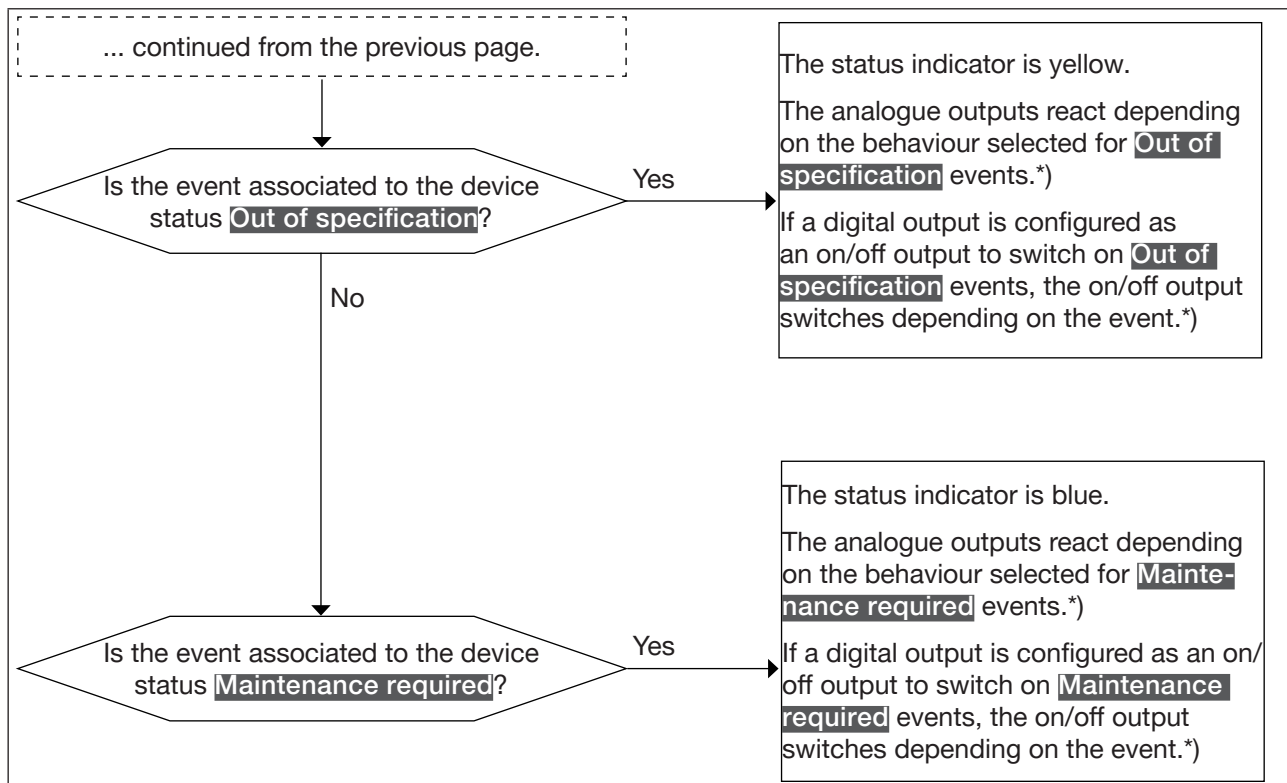 ... continued from the previous page.
Is the event associated to the device
status Out of specification?
Yes
The status indicator is yellow.
The analogue outputs react depending
on the behaviour selected for Out of
specification events.*)
If a digital output is configured as
an on/off output to switch on Out of
specification events, the on/off output
switches depending on the event.*)
No
Is the event associated to the device
status Maintenance required?
Yes
The status indicator is blue.
The analogue outputs react depending
on the behaviour selected for Mainte-
nance required events.*)
If a digital output is configured as an on/
off output to switch on Maintenance
required events, the on/off output
switches depending on the event.*)